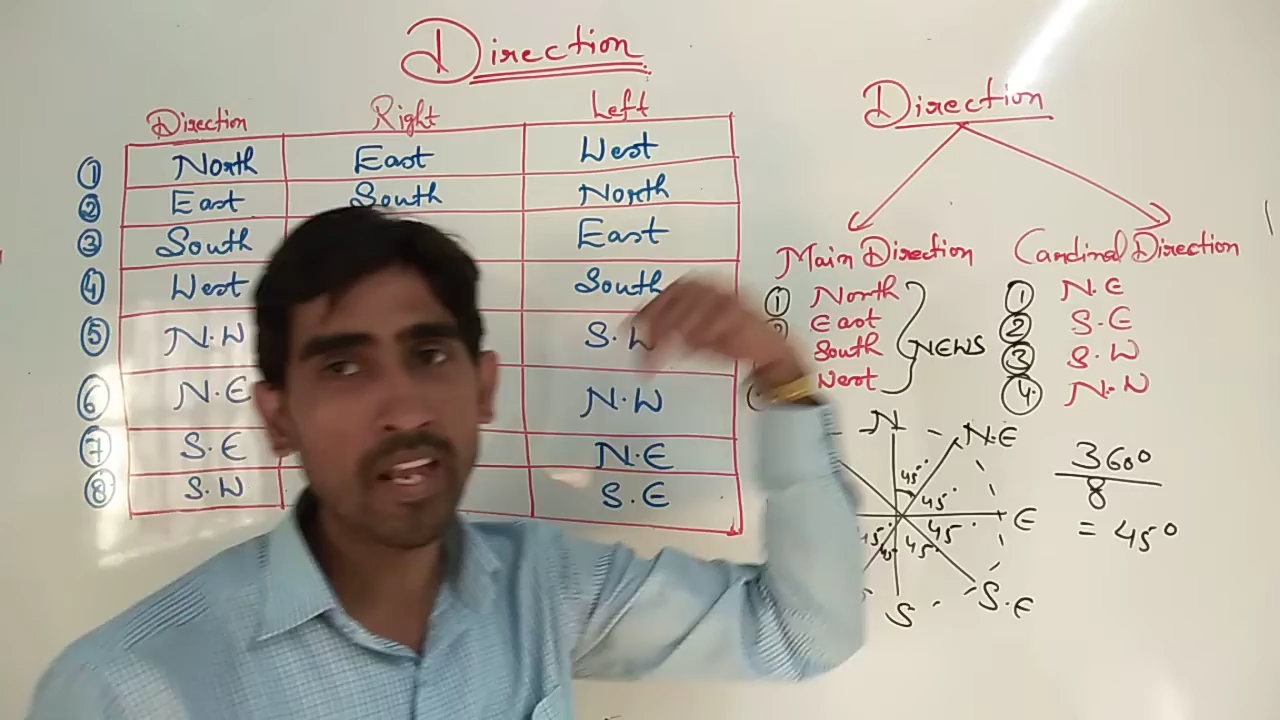 Direction
Direction Right Left
① North East West
② East South North
③ South East
④ West South
⑤ N.W S.W
⑥ N.E N.W
⑦ S.E N.E
⑧ S.W S.E
Direction
Main Direction
① North
East
South
West
NEWS
Cardinal Direction
① N.E
② S.E
③ S.W
④ N.W
N
N.E
45°
45°
E
45°
45°
S.E
S
360°
8
= 45°